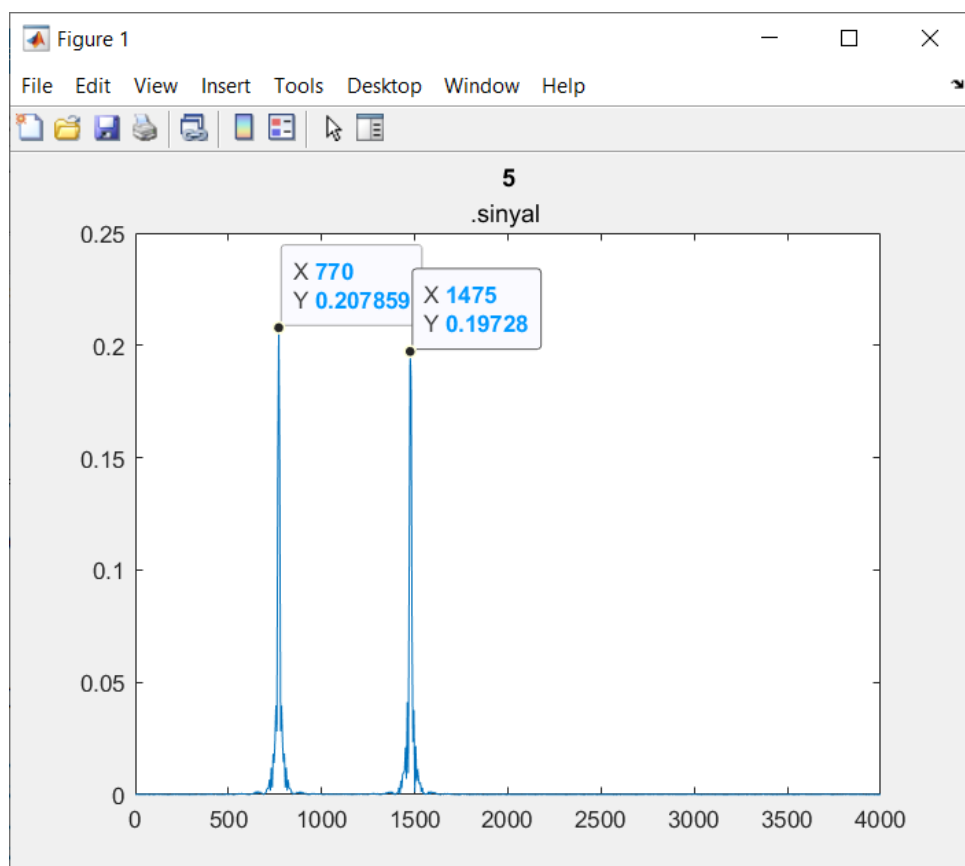 Figure 1
File Edit View Insert Tools Desktop Window Help
5
.sinyal
0.25
0.2
0.15
0.1
0.05
0
X 770
Y 0.207859
X 1475
Y 0.19728
0 500 1000 1500 2000 2500 3000 3500 4000